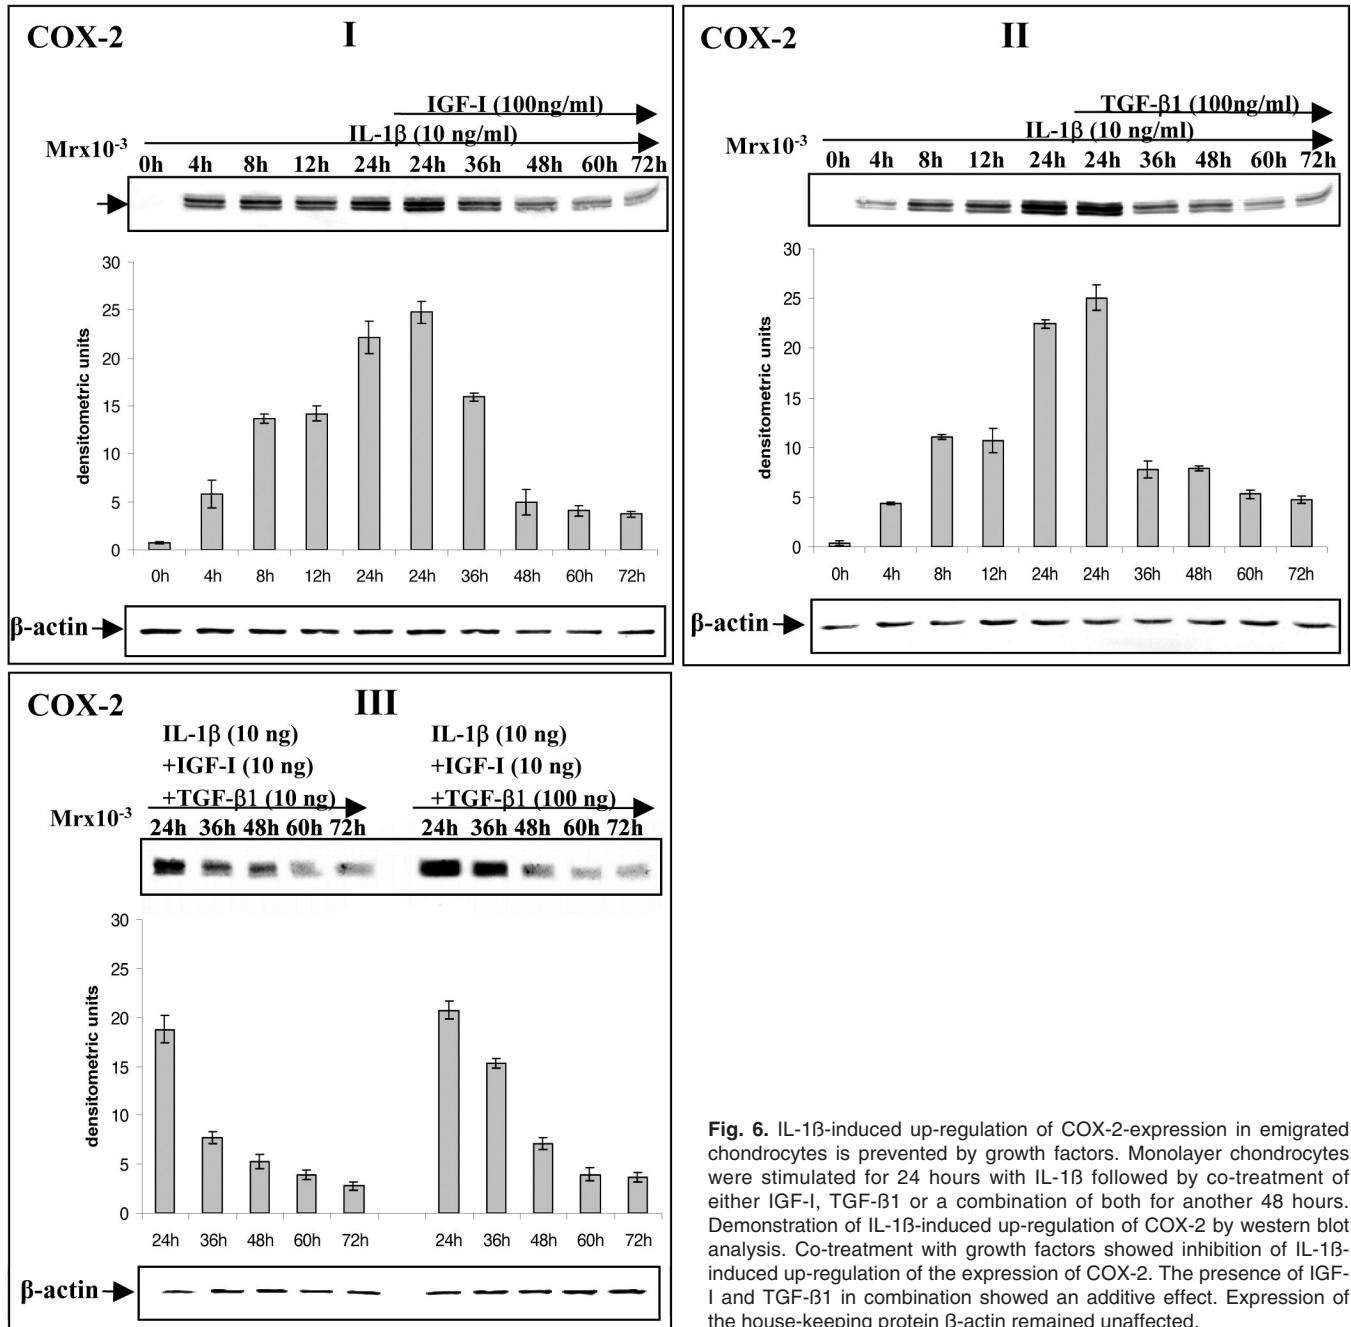 COX-2 I
IGF-I (100ng/ml)
IL-1β (10 ng/ml)
Mrx10-3
0h 4h 8h 12h 24h 24h 36h 48h 60h 72h
30
25
20
15
10
5
0
densitometric units
0h 4h 8h 12h 24h 24h 36h 48h 60h 72h
β-actin
COX-2 II
TGF-β1 (100ng/ml)
IL-1β (10 ng/ml)
Mrx10-3
0h 4h 8h 12h 24h 24h 36h 48h 60h 72h
30
25
20
15
10
5
0
densitometric units
0h 4h 8h 12h 24h 24h 36h 48h 60h 72h
β-actin
COX-2 III
IL-1β (10 ng) IL-1β (10 ng)
+IGF-I (10 ng) +IGF-I (10 ng)
+TGF-β1 (10 ng) +TGF-β1 (100 ng)
Mrx10-3
24h 36h 48h 60h 72h 24h 36h 48h 60h 72h
30
25
20
15
10
5
0
densitometric units
24h 36h 48h 60h 72h 24h 36h 48h 60h 72h
β-actin
Fig. 6. IL-1ß-induced up-regulation of COX-2-expression in emigrated
chondrocytes is prevented by growth factors. Monolayer chondrocytes
were stimulated for 24 hours with IL-1ß followed by co-treatment of
either IGF-I, TGF-ß1 or a combination of both for another 48 hours.
Demonstration of IL-1ß-induced up-regulation of COX-2 by western blot
analysis. Co-treatment with growth factors showed inhibition of IL-1ß-
induced up-regulation of the expression of COX-2. The presence of IGF-
I and TGF-ß1 in combination showed an additive effect. Expression of
the house-keeping protein ß-actin remained unaffected.